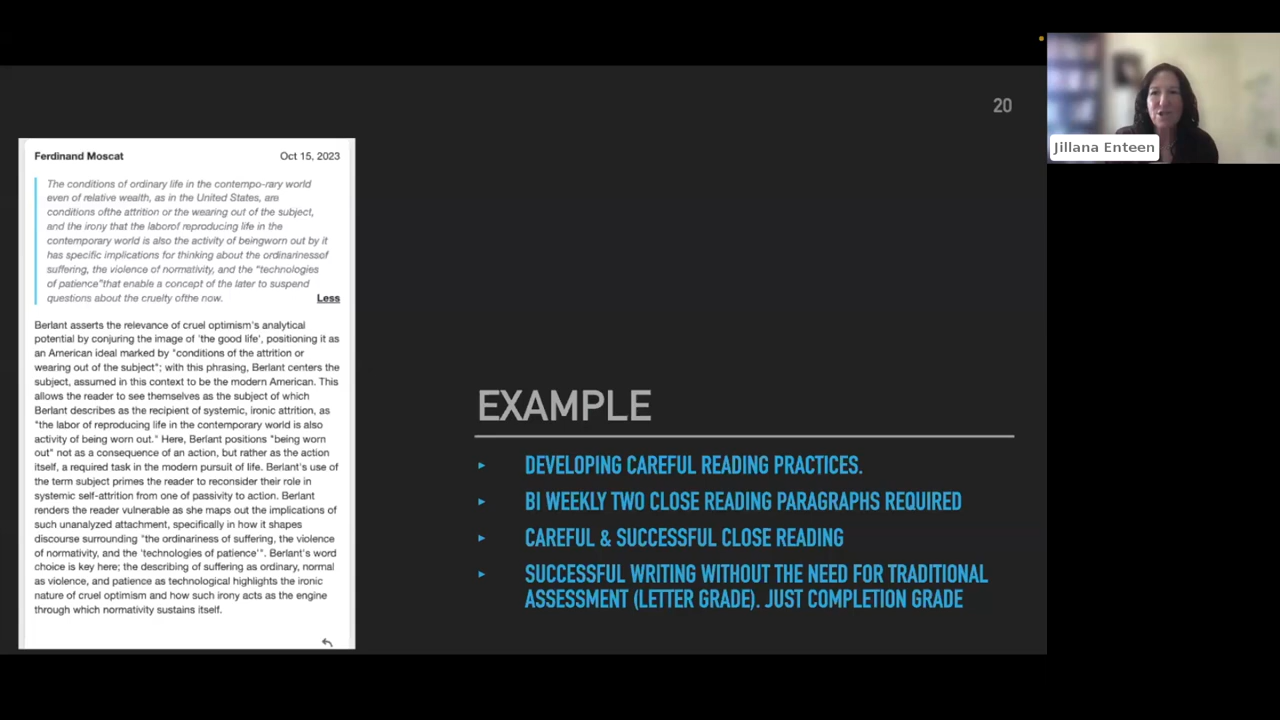 20
Jillana Enteen
Ferdinand Moscat Oct 15, 2023
The conditions of ordinary life in the contempo-rary world
even of relative wealth, as in the United States, are
conditions ofthe attrition or the wearing out of the subject,
and the irony that the laborof reproducing life in the
contemporary world is also the activity of beingworn out by it
has specific implications for thinking about the ordinarinessof
suffering, the violence of normativity, and the "technologies
of patience"that enable a concept of the later to suspend
questions about the cruelty ofthe now.
Less
Berlant asserts the relevance of cruel optimism's analytical
potential by conjuring the image of 'the good life', positioning it as
an American ideal marked by "conditions of the attrition or
wearing out of the subject"; with this phrasing, Berlant centers the
subject, assumed in this context to be the modern American. This
allows the reader to see themselves as the subject of which
Berlant describes as the recipient of systemic, ironic attrition, as
"the labor of reproducing life in the contemporary world is also
activity of being worn out." Here, Berlant positions "being worn
out" not as a consequence of an action, but rather as the action
itself, a required task in the modern pursuit of life. Berlant's use of
the term subject primes the reader to reconsider their role in
systemic self-attrition from one of passivity to action. Berlant
renders the reader vulnerable as she maps out the implications of
such unanalyzed attachment, specifically in how it shapes
discourse surrounding "the ordinariness of suffering, the violence
of normativity, and the 'technologies of patience'". Berlant's word
choice is key here; the describing of suffering as ordinary, normal
as violence, and patience as technological highlights the ironic
nature of cruel optimism and how such irony acts as the engine
through which normativity sustains itself.
EXAMPLE
DEVELOPING CAREFUL READING PRACTICES.
BI WEEKLY TWO CLOSE READING PARAGRAPHS REQUIRED
CAREFUL & SUCCESSFUL CLOSE READING
SUCCESSFUL WRITING WITHOUT THE NEED FOR TRADITIONAL
ASSESSMENT (LETTER GRADE). JUST COMPLETION GRADE